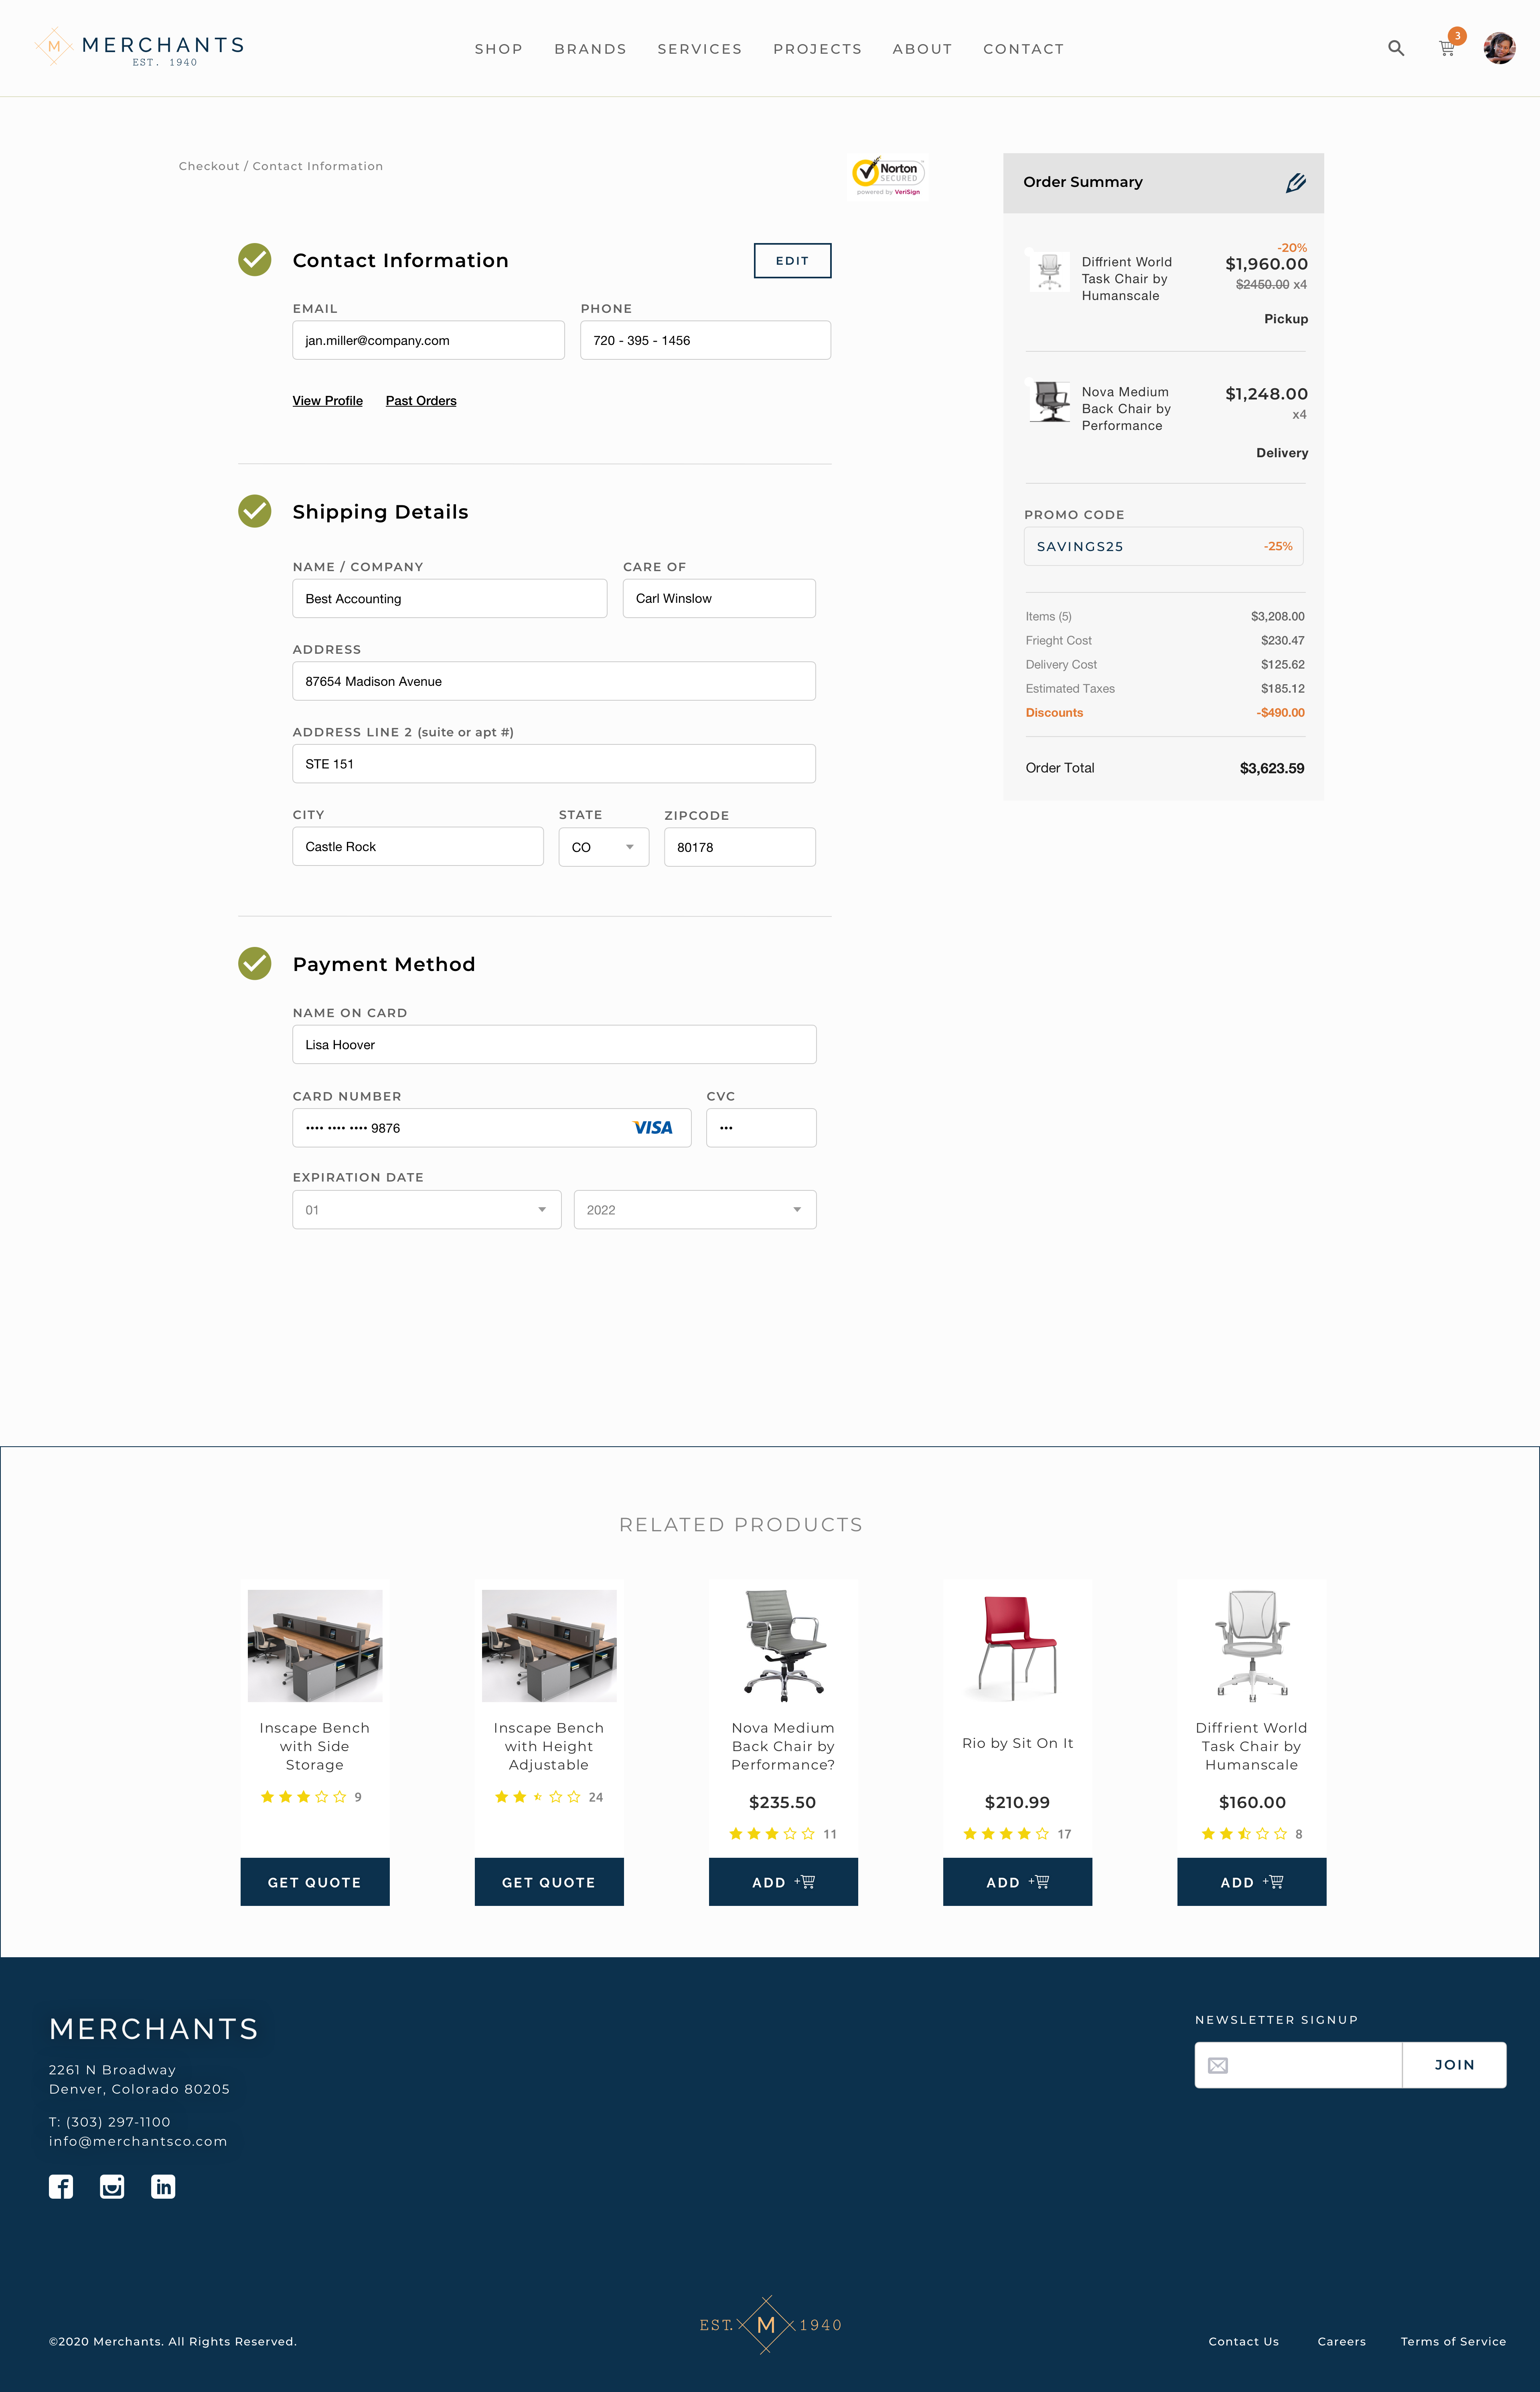 M MERCHANTS
EST. 1940
SHOP BRANDS SERVICES PROJECTS ABOUT CONTACT
3
Checkout / Contact Information
Norton
SECURED
powered by VeriSign
Contact Information
EDIT
EMAIL PHONE
jan.miller@company.com 720 - 395 - 1456
View Profile Past Orders
Shipping Details
NAME / COMPANY CARE OF
Best Accounting Carl Winslow
ADDRESS
87654 Madison Avenue
ADDRESS LINE 2 (suite or apt #)
STE 151
CITY STATE ZIPCODE
Castle Rock CO 80178
Payment Method
NAME ON CARD
Lisa Hoover
CARD NUMBER CVC
•••• •••• •••• 9876 VISA •••
EXPIRATION DATE
01 2022
Order Summary
-20%
Diffrient World
Task Chair by
Humanscale
$1,960.00
$2450.00 x4
Pickup
Nova Medium
Back Chair by
Performance
$1,248.00
x4
Delivery
PROMO CODE
SAVINGS25 -25%
Items (5) $3,208.00
Frieght Cost $230.47
Delivery Cost $125.62
Estimated Taxes $185.12
Discounts -$490.00
Order Total $3,623.59
RELATED PRODUCTS
Inscape Bench
with Side
Storage
9
GET QUOTE
Inscape Bench
with Height
Adjustable
24
GET QUOTE
Nova Medium
Back Chair by
Performance?
$235.50
11
ADD +
Rio by Sit On It
$210.99
17
ADD +
Diffrient World
Task Chair by
Humanscale
$160.00
8
ADD +
MERCHANTS
2261 N Broadway
Denver, Colorado 80205
T: (303) 297-1100
info@merchantsco.com
NEWSLETTER SIGNUP
JOIN
EST. M 1940
©2020 Merchants. All Rights Reserved.
Contact Us Careers Terms of Service